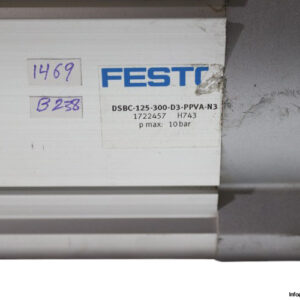 1469
B238
FESTO
DSBC-125-300-D3-PPVA-N3
1722457 H743
p max: 10 bar